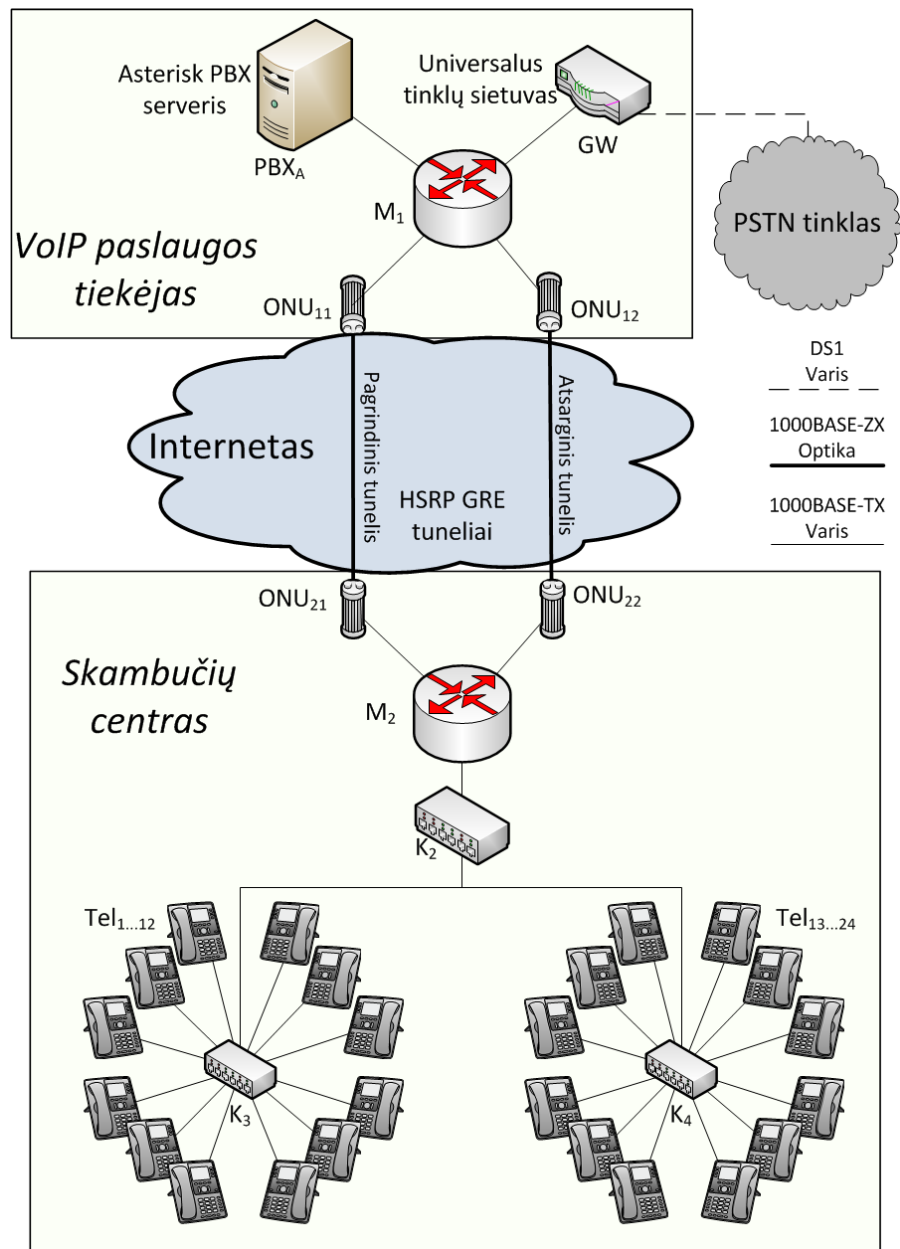 Asterisk PBX
serveris
PBX_A
Universalus
tinklų sietuvas
GW
M₁
PSTN tinklas
VoIP paslaugos
tiekėjas
ONU₁₁
ONU₁₂
DS1
Varis
1000BASE-ZX
Optika
1000BASE-TX
Varis
Internetas
Pagrindinis tunelis
Atsarginis tunelis
HSRP GRE
tuneliai
ONU₂₁
ONU₂₂
Skambučių
centras
M₂
K₂
Tel₁...₁₂
Tel₁₃...₂₄
K₃
K₄